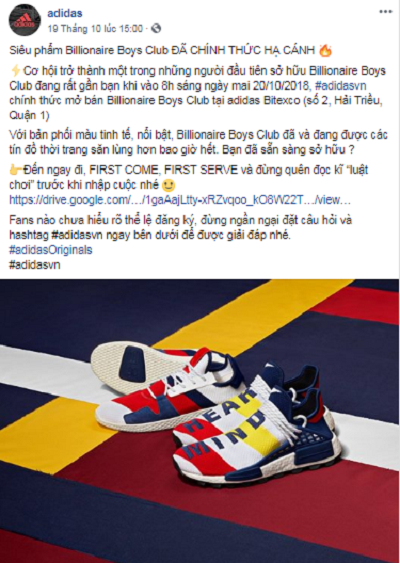 adidas
19 Tháng 10 lúc 15:00
Siêu phẩm Billionaire Boys Club ĐÃ CHÍNH THỨC HẠ CÁNH 🔥
⚡Cơ hội trở thành một trong những người đầu tiên sở hữu Billionaire Boys
Club đang rất gần bạn khi vào 8h sáng ngày mai 20/10/2018, #adidasvn
chính thức mở bán Billionaire Boys Club tại adidas Bitexco (số 2, Hải Triều,
Quận 1)
Với bản phối màu tinh tế, nổi bật, Billionaire Boys Club đã và đang được các
tín đồ thời trang săn lùng hơn bao giờ hết. Bạn đã sẵn sàng sở hữu ?
👉Đến ngay đi, FIRST COME, FIRST SERVE và đừng quên đọc kĩ “luật
chơi” trước khi nhập cuộc nhé 😉
https://drive.google.com/…/1gaAajLtty-xRZvqoo_kO8W22T…/view…
Fans nào chưa hiểu rõ thể lệ đăng ký, đừng ngần ngại đặt câu hỏi và
hashtag #adidasvn ngay bên dưới để được giải đáp nhé.
#adidasOriginals
#adidasvn
HEAR
MIND